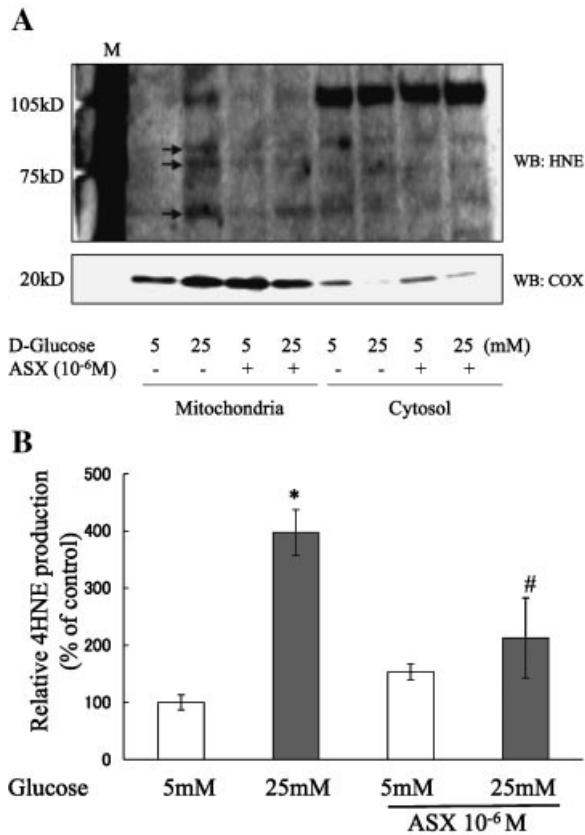 A
M
105kD
75kD
WB: HNE
20kD
WB: COX
D-Glucose 5 25 5 25 5 25 5 25 (mM)
ASX (10-6M) - - + + - - + +
Mitochondria Cytosol
B
Relative 4HNE production
(% of control)
500
400
300
200
100
0
*
#
Glucose 5mM 25mM 5mM 25mM
ASX 10-6 M